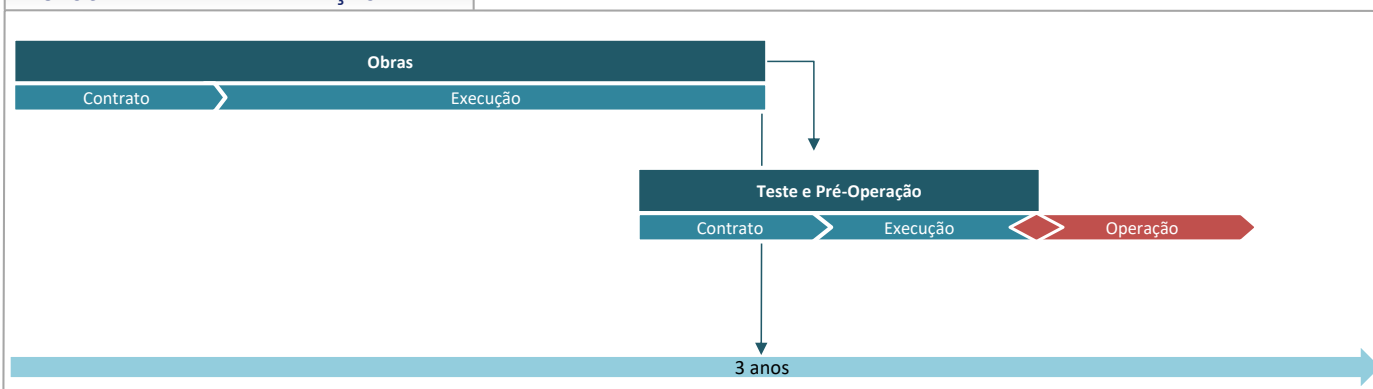 Obras
Contrato
Execução
Teste e Pré-Operação
Contrato
Execução
Operação
3 anos